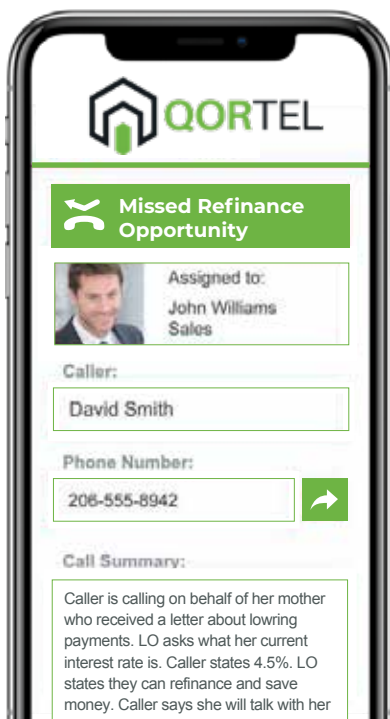 QORTEL
Missed Refinance
Opportunity
Assigned to:
John Williams
Sales
Caller:
David Smith
Phone Number:
206-555-8942
Call Summary:
Caller is calling on behalf of her mother
who received a letter about lowring
payments. LO asks what her current
interest rate is. Caller states 4.5%. LO
states they can refinance and save
money. Caller says she will talk with her